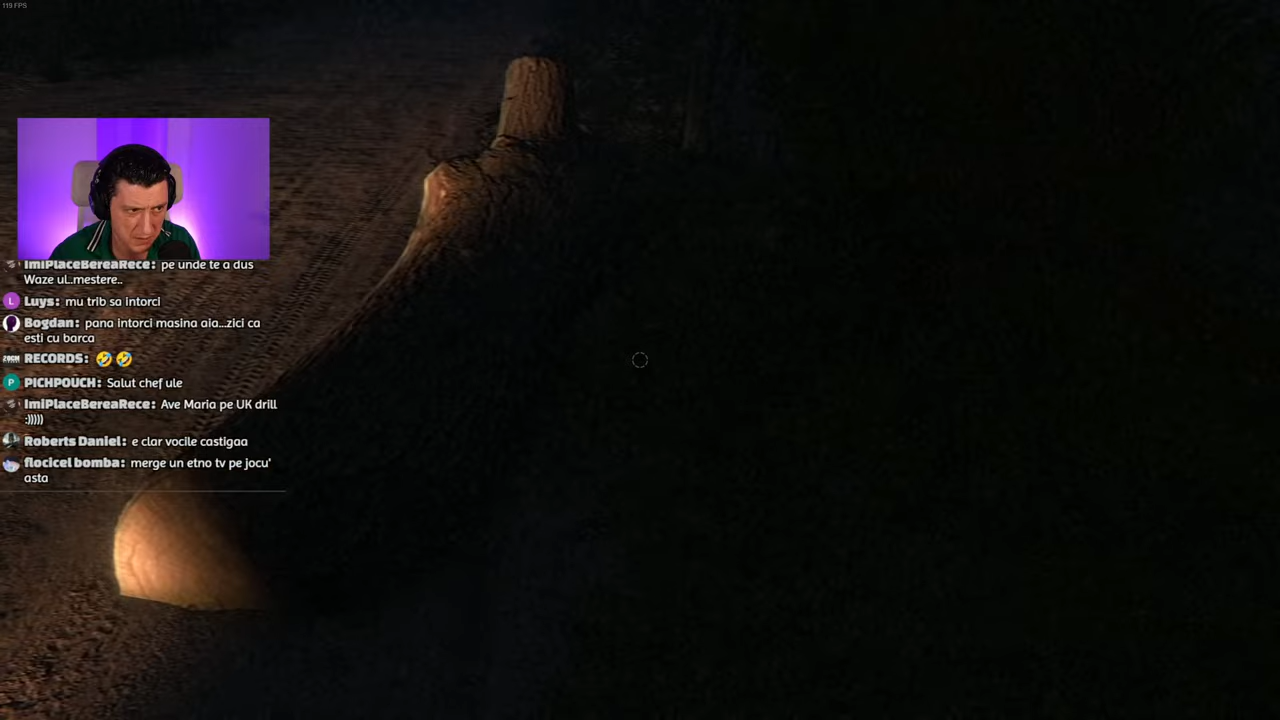 119 FPS
ImiPlaceBereaRece: pe unde te a dus
Waze ul..mestere..
L Luys: mu trib sa intorci
Bogdan: pana intorci masina aia...zici ca
esti cu barca
RECORDS: 🤣 🤣
P PICHPOUCH: Salut chef ule
ImiPlaceBereaRece: Ave Maria pe UK drill
:)))))
Roberts Daniel: e clar vocile castigaa
flocicel bomba: merge un etno tv pe jocu'
asta